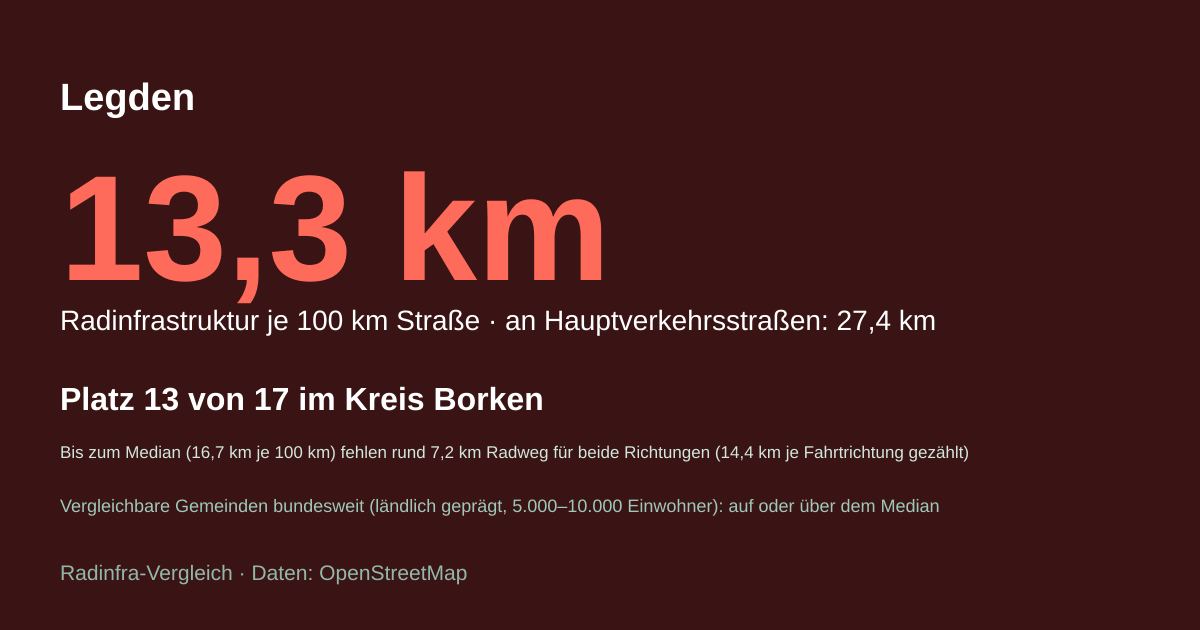 Legden
13,3 km
Radinfrastruktur je 100 km Straße · an Hauptverkehrsstraßen: 27,4 km
Platz 13 von 17 im Kreis Borken
Bis zum Median (16,7 km je 100 km) fehlen rund 7,2 km Radweg für beide Richtungen (14,4 km je Fahrtrichtung gezählt)
Vergleichbare Gemeinden bundesweit (ländlich geprägt, 5.000–10.000 Einwohner): auf oder über dem Median
Radinfra-Vergleich · Daten: OpenStreetMap